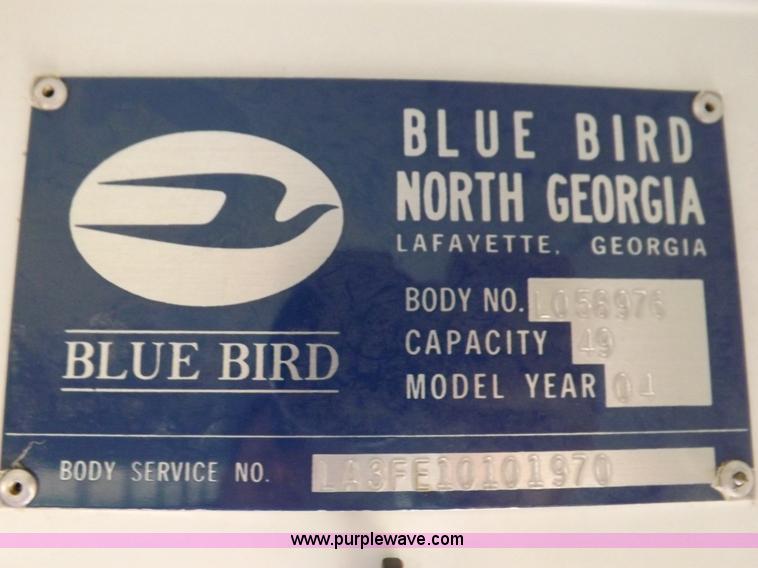 BLUE BIRD
NORTH GEORGIA
LAFAYETTE, GEORGIA
BODY NO. L056976
CAPACITY 49
MODEL YEAR 01
BLUE BIRD
BODY SERVICE NO. LA3FE10101970
www.purplewave.com